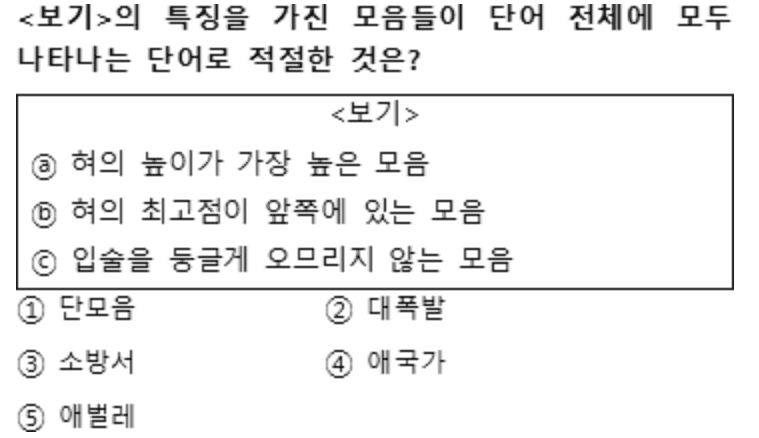 <보기>의 특징을 가진 모음들이 단어 전체에 모두
나타나는 단어로 적절한 것은?
<보기>
ⓐ 혀의 높이가 가장 높은 모음
ⓑ 혀의 최고점이 앞쪽에 있는 모음
ⓒ 입술을 둥글게 오므리지 않는 모음
① 단모음 ② 대폭발
③ 소방서 ④ 애국가
⑤ 애벌레